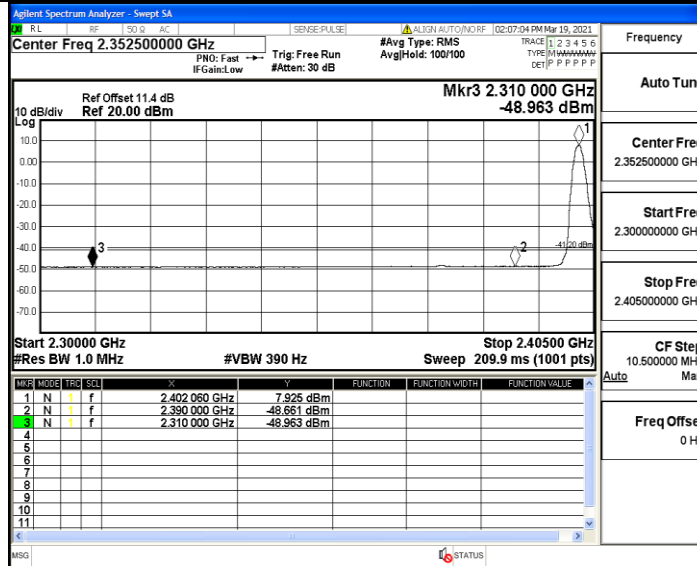 Agilent Spectrum Analyzer - Swept SA
RL RF 50 Ω AC SENSE:PULSE ALIGN AUTO/NO RF 02:07:04 PM Mar 19, 2021
Center Freq 2.352500000 GHz
PNO: Fast
IFGain:Low
Trig: Free Run
#Atten: 30 dB
#Avg Type: RMS
Avg|Hold: 100/100
TRACE 1 2 3 4 5 6
TYPE M
DET P P P P P P
Mkr3 2.310 000 GHz
-48.963 dBm
Ref Offset 11.4 dB
10 dB/div Ref 20.00 dBm
Log
10.0
0.00
-10.0
-20.0
-30.0
-40.0
-50.0
-60.0
-70.0
1
2
3
-41.20 dBm
Start 2.30000 GHz Stop 2.40500 GHz
#Res BW 1.0 MHz #VBW 390 Hz Sweep 209.9 ms (1001 pts)
MKR MODE TRC SCL X Y FUNCTION FUNCTION WIDTH FUNCTION VALUE
1 N 1 f 2.402 060 GHz 7.925 dBm
2 N 1 f 2.390 000 GHz -48.661 dBm
3 N 1 f 2.310 000 GHz -48.963 dBm
4
5
6
7
8
9
10
11
MSG STATUS
Frequency
Auto Tun
Center Fre
2.352500000 GH
Start Fre
2.300000000 GH
Stop Fre
2.405000000 GH
CF Ste
10.500000 MH
Auto Ma
Freq Offse
0 H